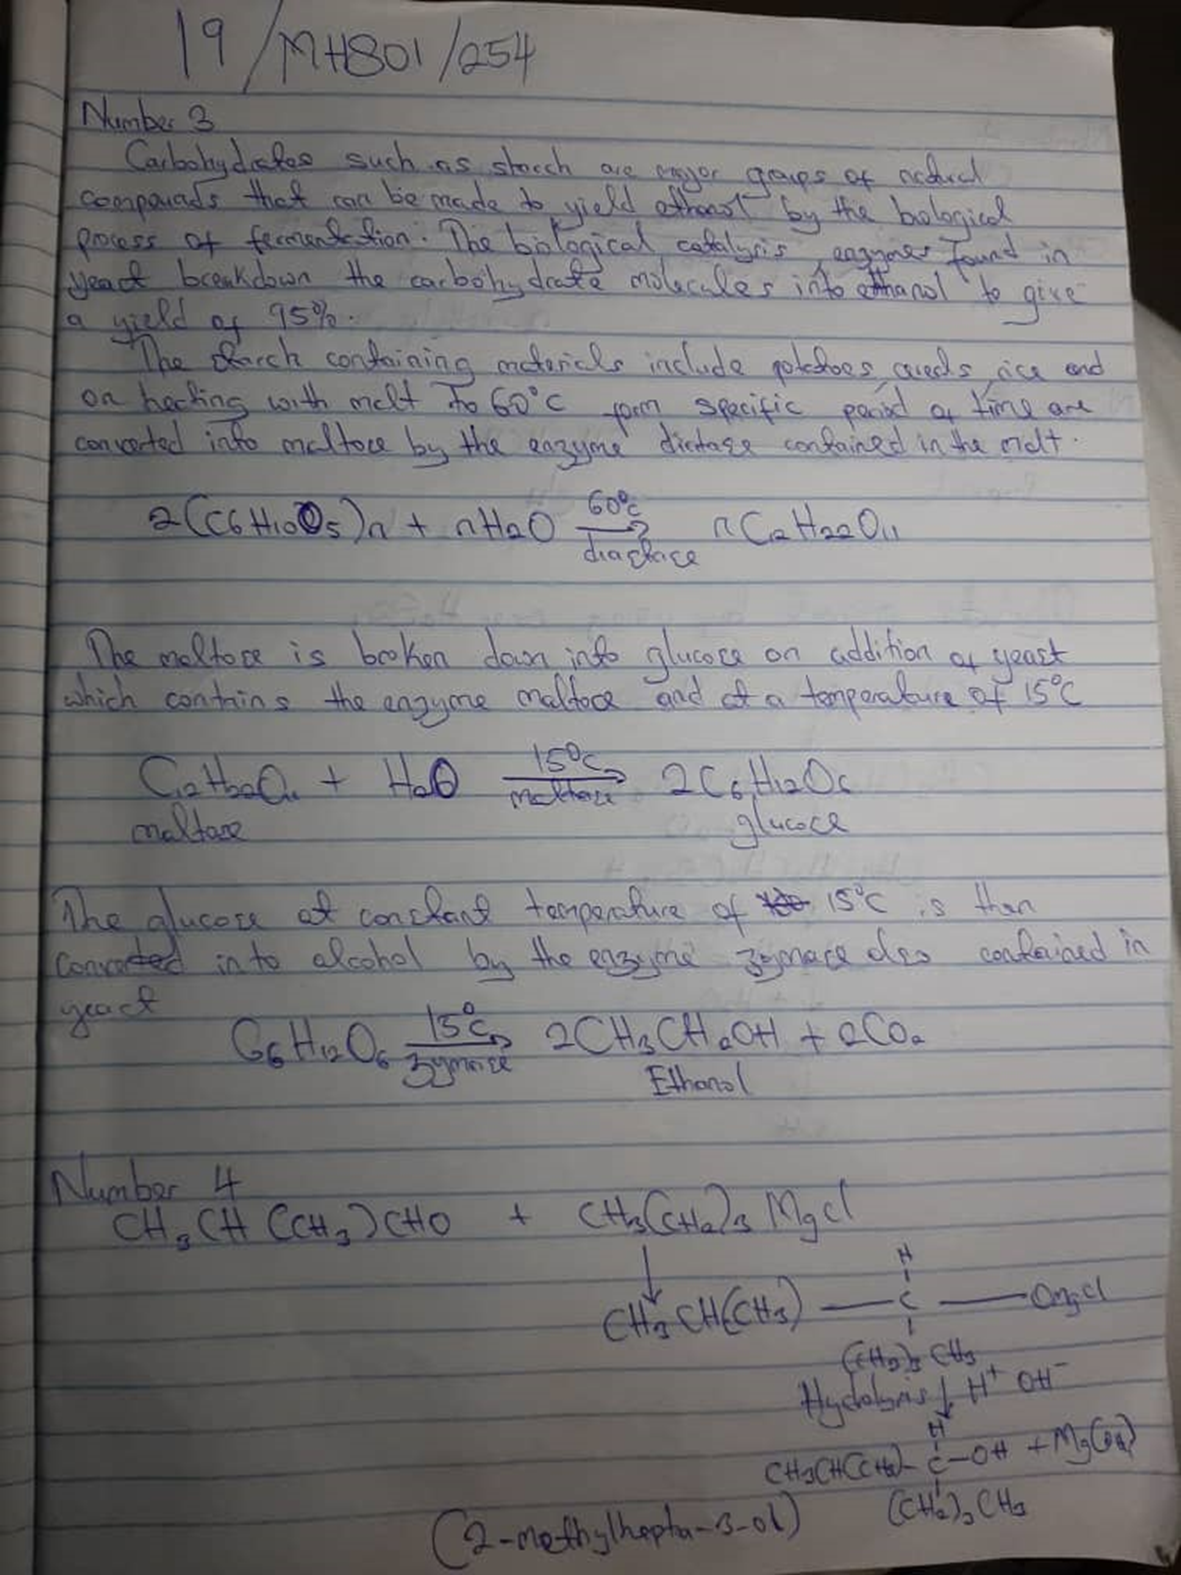 19/MHS01/254
Number 3
Carbohydrates such as starch are major groups of natural
compounds that can be made to yield ethanol by the biological
process of fermentation. The biological catalysis, enzymes found in
yeast breakdown the carbohydrate molecules into ethanol to give
a yield of 95%.
The starch containing materials include potatoes, cereals, rice and
on heating with malt to 60°C form specific period of time are
converted into maltose by the enzyme diastase contained in the malt.
2(C6H10O5)n + nH2O 60°C
diastase nC12H22O11
The maltose is broken down into glucose on addition of yeast
which contains the enzyme maltase and at a temperature of 15°C
C12H22O11 + H2O 15°C
maltase 2C6H12O6
maltose glucose
The glucose at constant temperature of 15°C is then
converted into alcohol by the enzyme zymase also contained in
yeast
C6H12O6 15°C
zymase 2CH3CH2OH + 2CO2
Ethanol
Number 4
CH3CH(CH3)CHO + CH3(CH2)3MgCl
H
CH3CH(CH3) — C — OMgCl
(CH2)3CH3
Hydolysis H+ OH-
H
CH3CH(CH3) - C - OH
(CH2)3CH3
(2-methylhepta-3-ol)